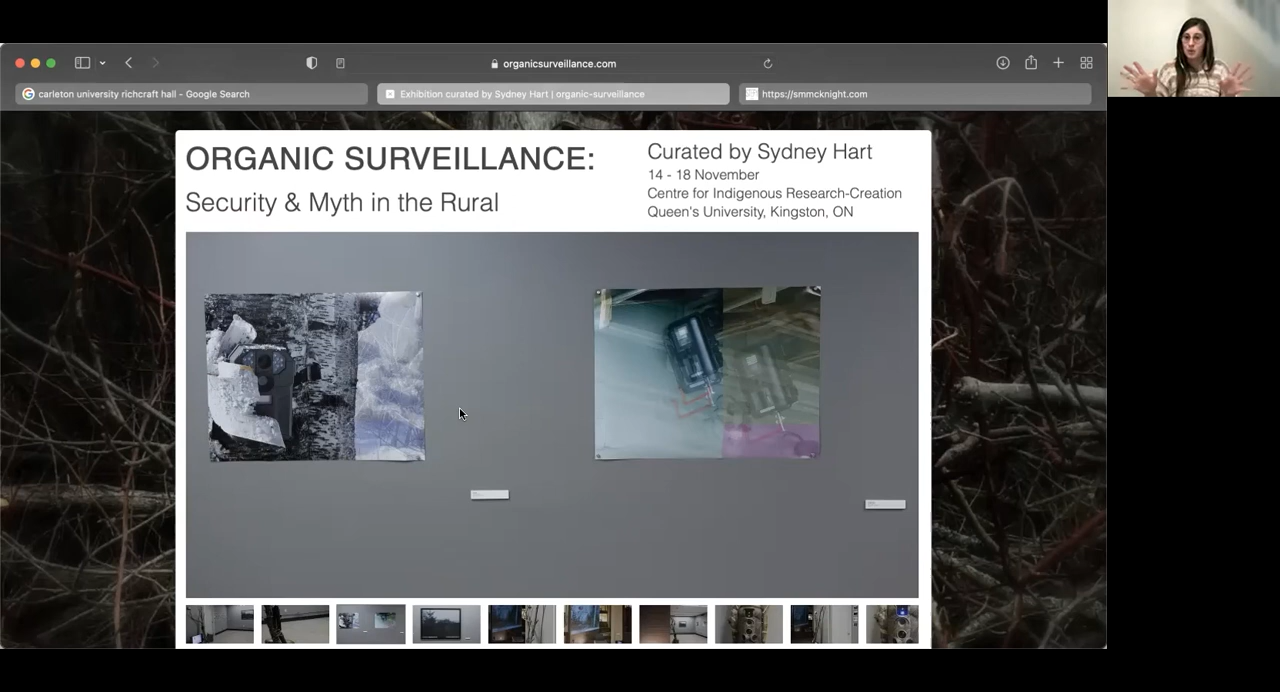 organicsurveillance.com
carleton university richcraft hall - Google Search
Exhibition curated by Sydney Hart | organic-surveillance
https://smmcknight.com
ORGANIC SURVEILLANCE:
Security & Myth in the Rural
Curated by Sydney Hart
14 - 18 November
Centre for Indigenous Research-Creation
Queen's University, Kingston, ON